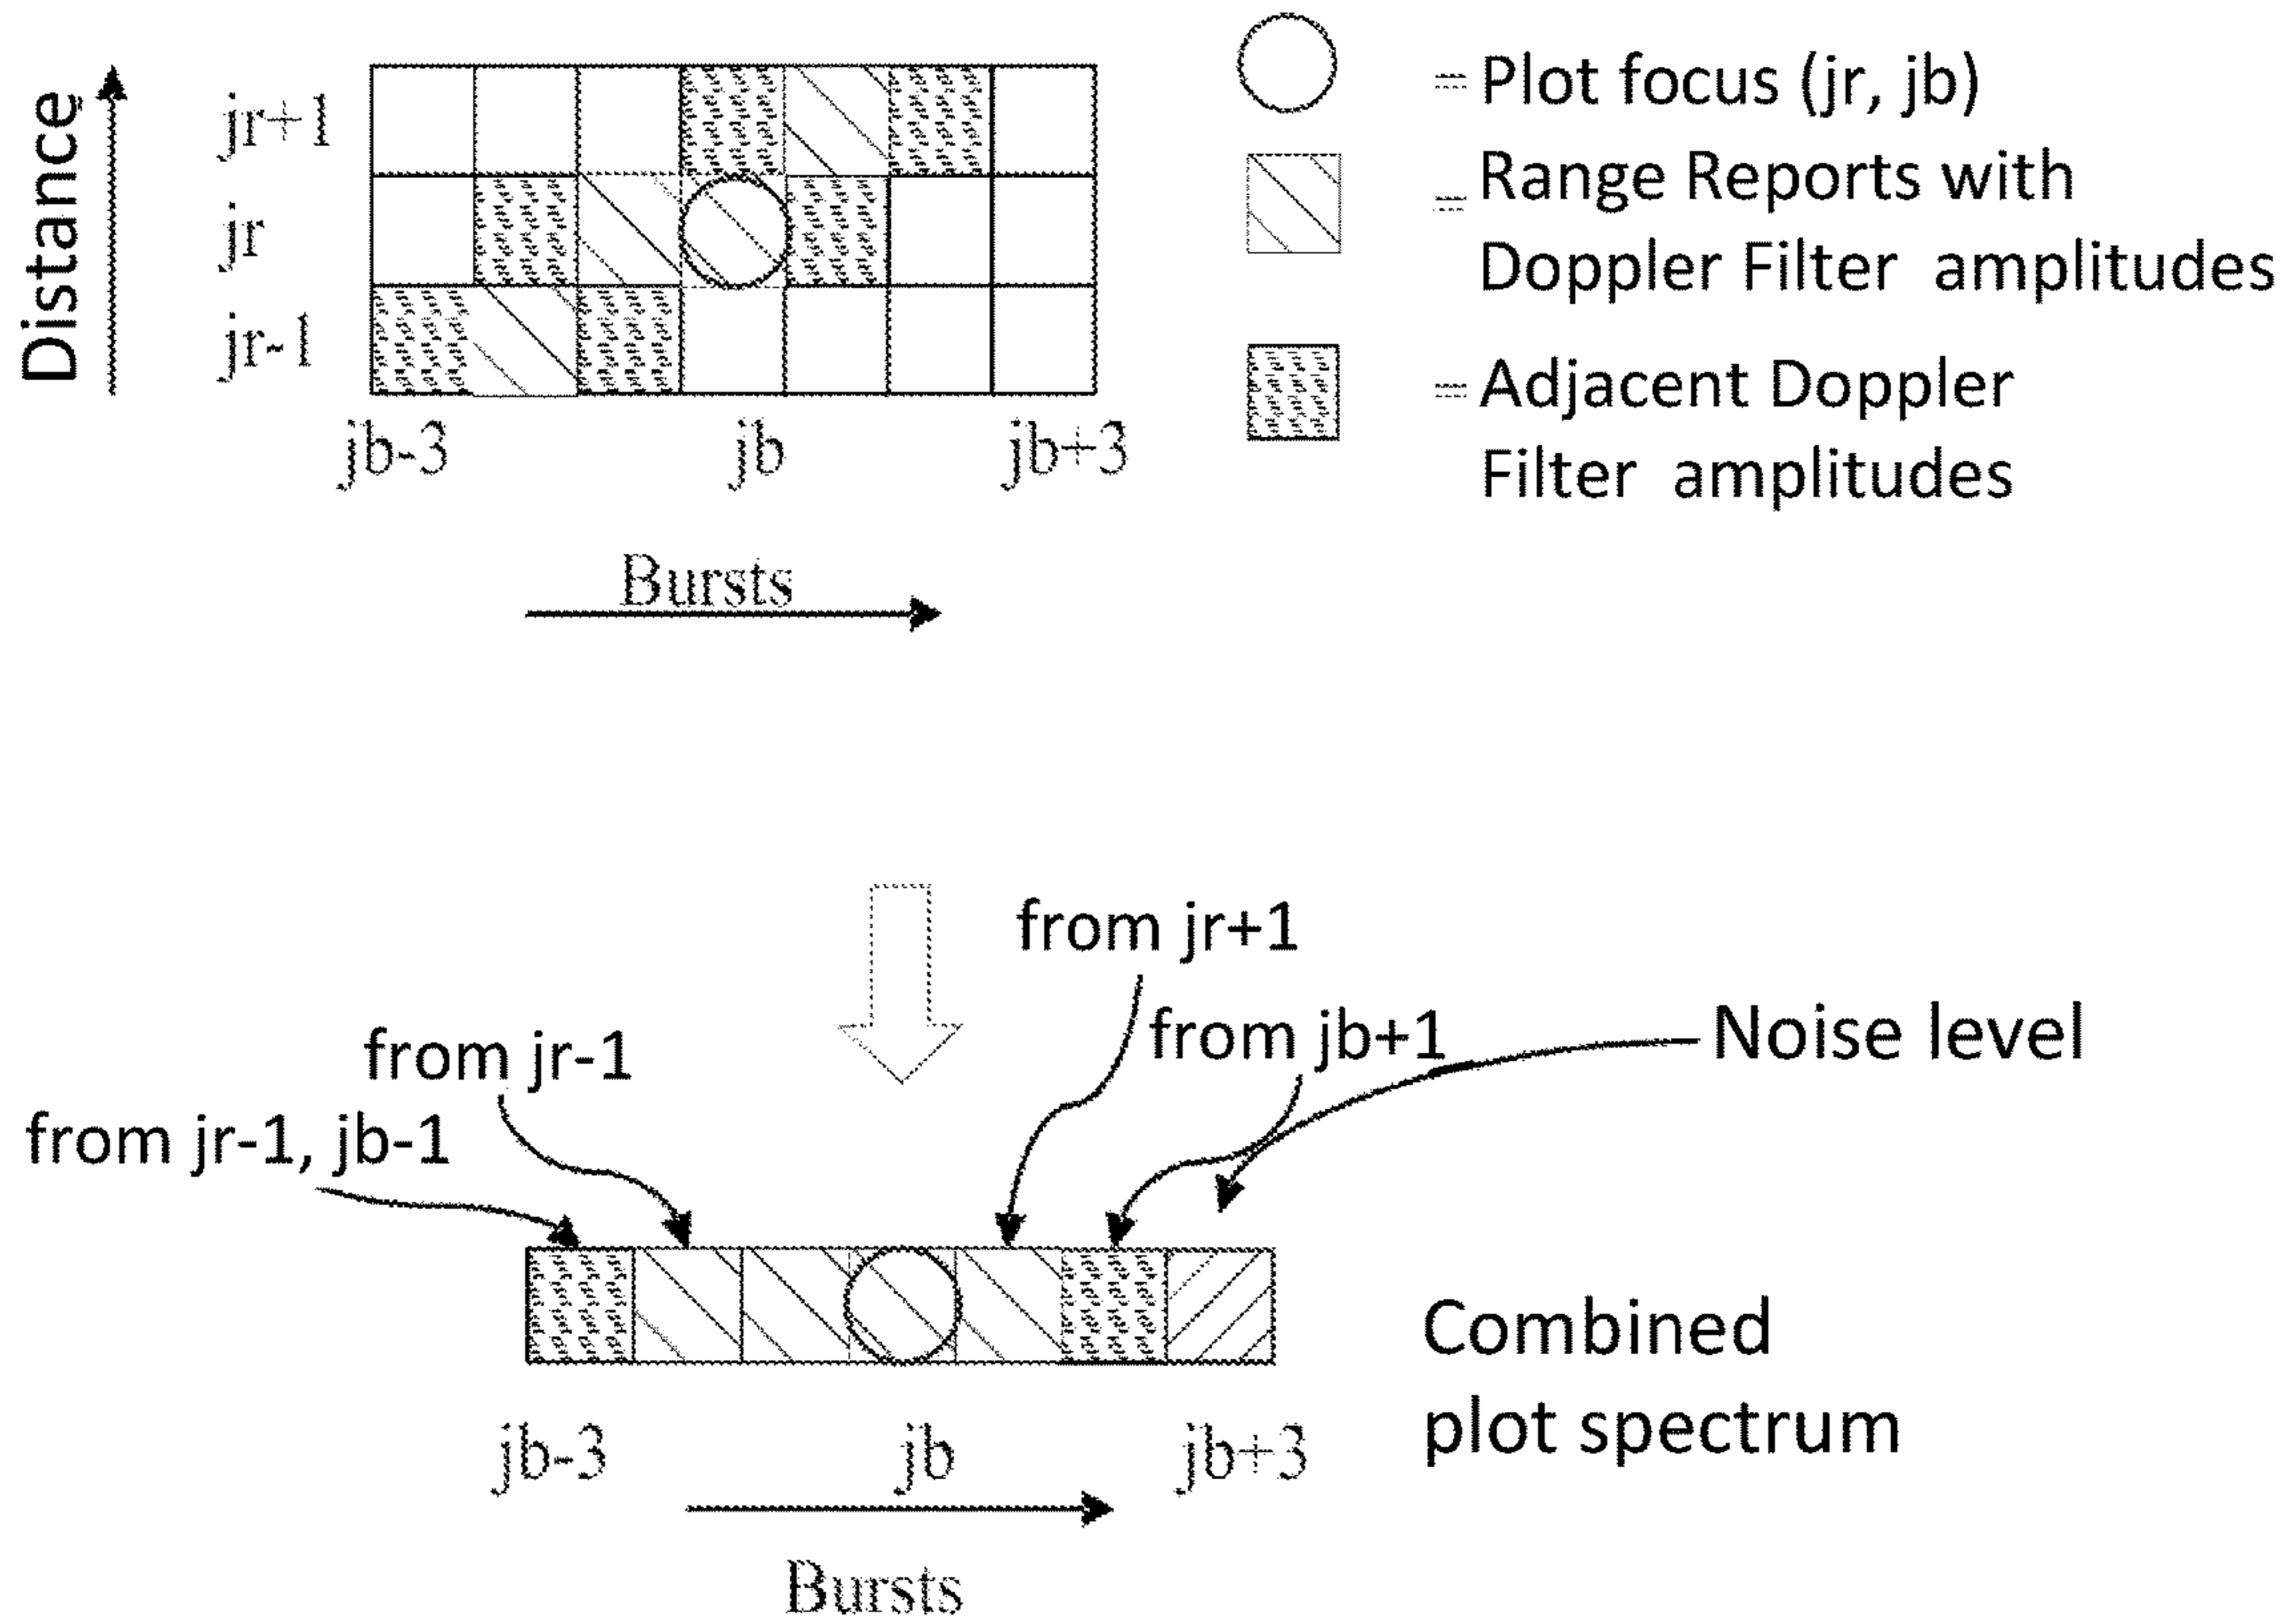 Distance
jr+1
jr
jr-1
jb-3 jb jb+3
Bursts
= Plot focus (jr, jb)
= Range Reports with
Doppler Filter amplitudes
= Adjacent Doppler
Filter amplitudes
from jr+1
from jb+1
Noise level
from jr-1
from jr-1, jb-1
Combined
plot spectrum
jb-3 jb jb+3
Bursts